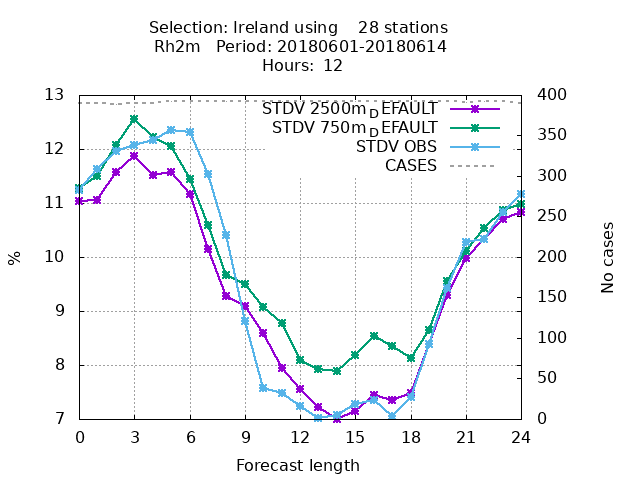 Selection: Ireland using    28 stations
Rh2m   Period: 20180601-20180614
Hours:  12
STDV 2500m_DEFAULT
STDV 750m_DEFAULT
STDV OBS
CASES
13
12
11
10
9
8
7
%
400
350
300
250
200
150
100
50
0
No cases
0 3 6 9 12 15 18 21 24
Forecast length